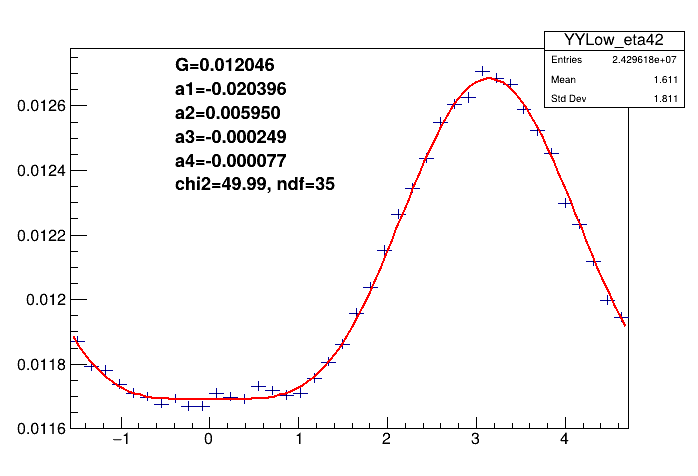 YYLow_eta42
Entries 2.429618e+07
Mean 1.611
Std Dev 1.811
G=0.012046
a1=-0.020396
a2=0.005950
a3=-0.000249
a4=-0.000077
chi2=49.99, ndf=35
0.0126
0.0124
0.0122
0.012
0.0118
0.0116
−1 0 1 2 3 4